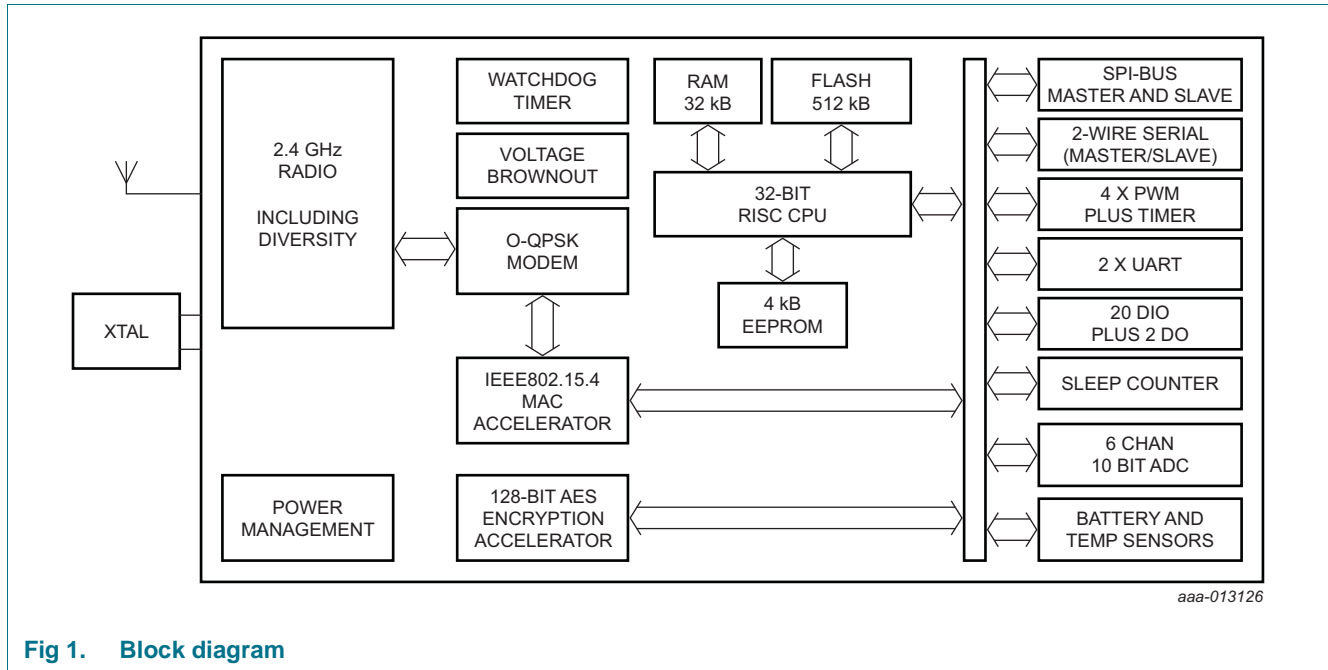 2.4 GHz
RADIO
INCLUDING
DIVERSITY
XTAL
POWER
MANAGEMENT
WATCHDOG
TIMER
VOLTAGE
BROWNOUT
O-QPSK
MODEM
IEEE802.15.4
MAC
ACCELERATOR
128-BIT AES
ENCRYPTION
ACCELERATOR
RAM
32 kB
FLASH
512 kB
32-BIT
RISC CPU
4 kB
EEPROM
SPI-BUS
MASTER AND SLAVE
2-WIRE SERIAL
(MASTER/SLAVE)
4 X PWM
PLUS TIMER
2 X UART
20 DIO
PLUS 2 DO
SLEEP COUNTER
6 CHAN
10 BIT ADC
BATTERY AND
TEMP SENSORS
aaa-013126
Fig 1. Block diagram